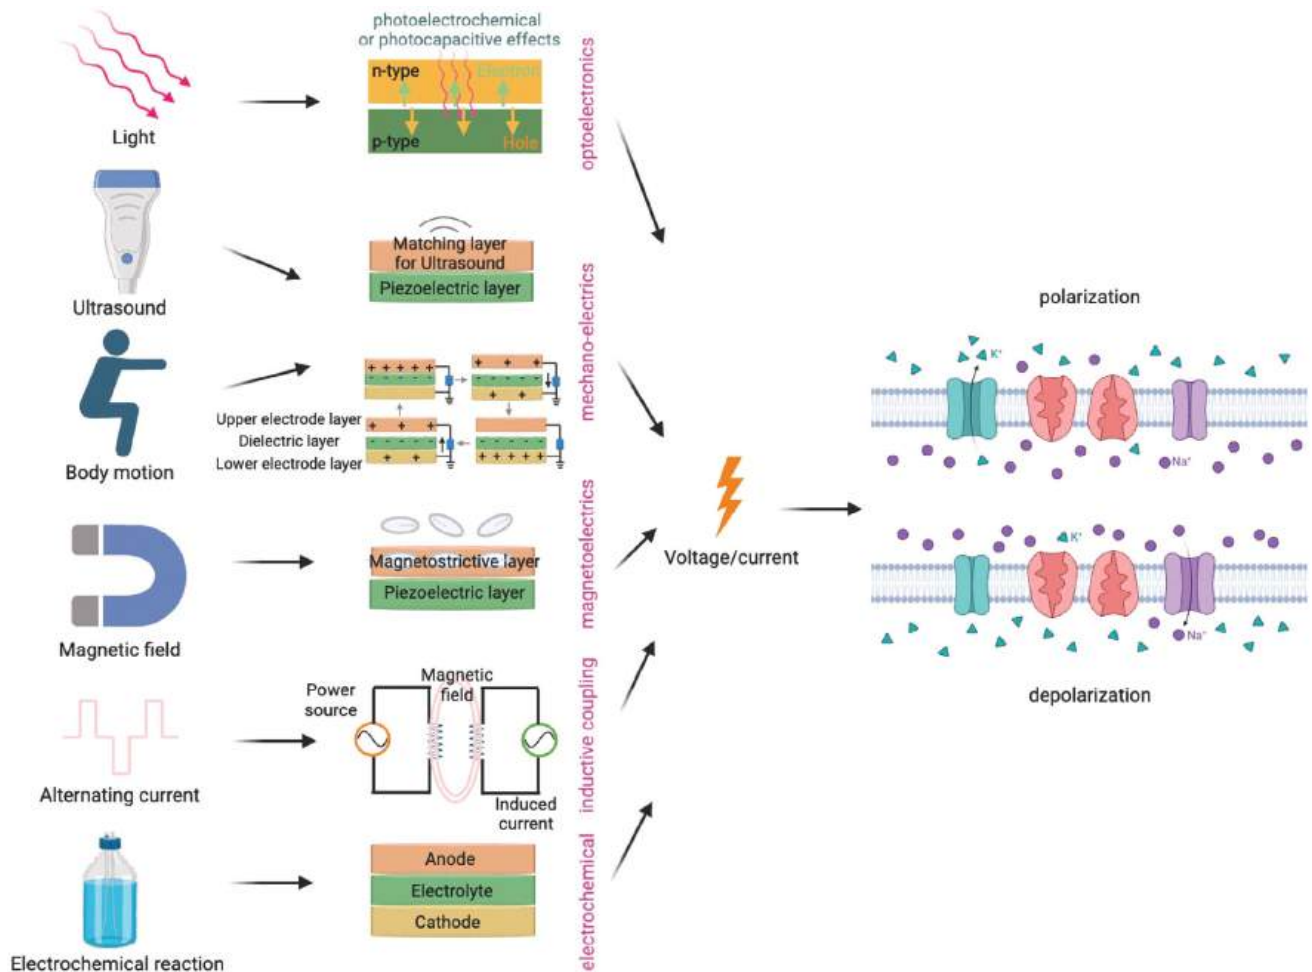 photoelectrochemical
or photocapacitive effects
n-type
Electron
p-type
Hole
Light
optoelectronics
Matching layer
for Ultrasound
Piezoelectric layer
Ultrasound
+ + + + +
- - - - -
+ + +
- - - - -
+ +
Upper electrode layer
Dielectric layer
Lower electrode layer
+ + +
- - - - -
+ +
- - - - -
+ + + + +
Body motion
mechano-electrics
Magnetostrictive layer
Piezoelectric layer
Magnetic field
magnetoelectrics
Power
source
Magnetic
field
Induced
current
Alternating current
inductive coupling
Anode
Electrolyte
Cathode
Electrochemical reaction
electrochemical
Voltage/current
polarization
K⁺
Na⁺
K⁺
Na⁺
depolarization